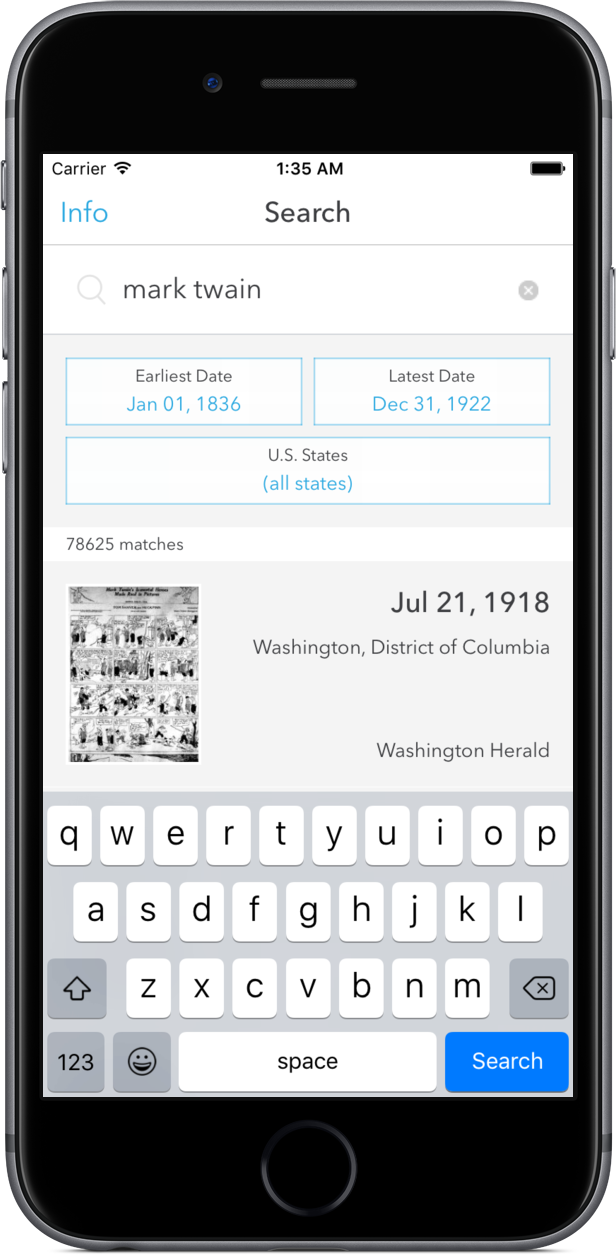 Carrier 1:35 AM
Info Search
mark twain
Earliest Date Latest Date
Jan 01, 1836 Dec 31, 1922
U.S. States
(all states)
78625 matches
Mark Twain's
Jul 21, 1918
Washington, District of Columbia
Washington Herald
q w e r t y u i o p
a s d f g h j k l
z x c v b n m
123 space Search